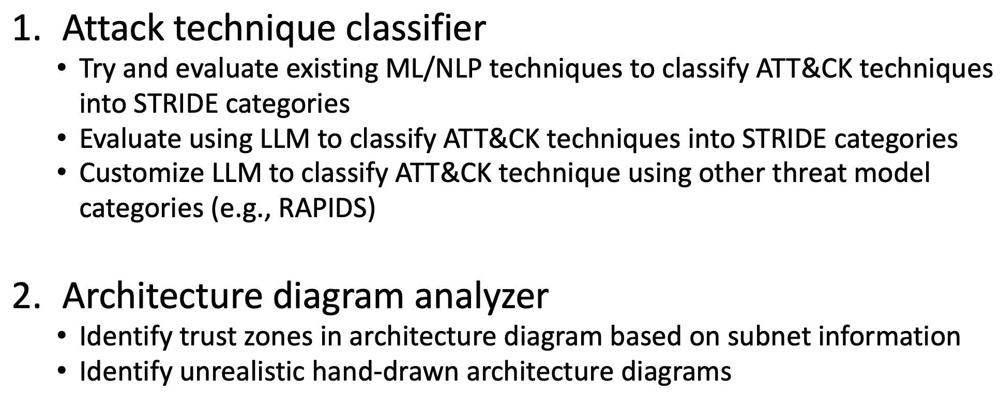 1. Attack technique classifier
• Try and evaluate existing ML/NLP techniques to classify ATT&CK techniques
into STRIDE categories
• Evaluate using LLM to classify ATT&CK techniques into STRIDE categories
• Customize LLM to classify ATT&CK technique using other threat model
categories (e.g., RAPIDS)
2. Architecture diagram analyzer
• Identify trust zones in architecture diagram based on subnet information
• Identify unrealistic hand-drawn architecture diagrams